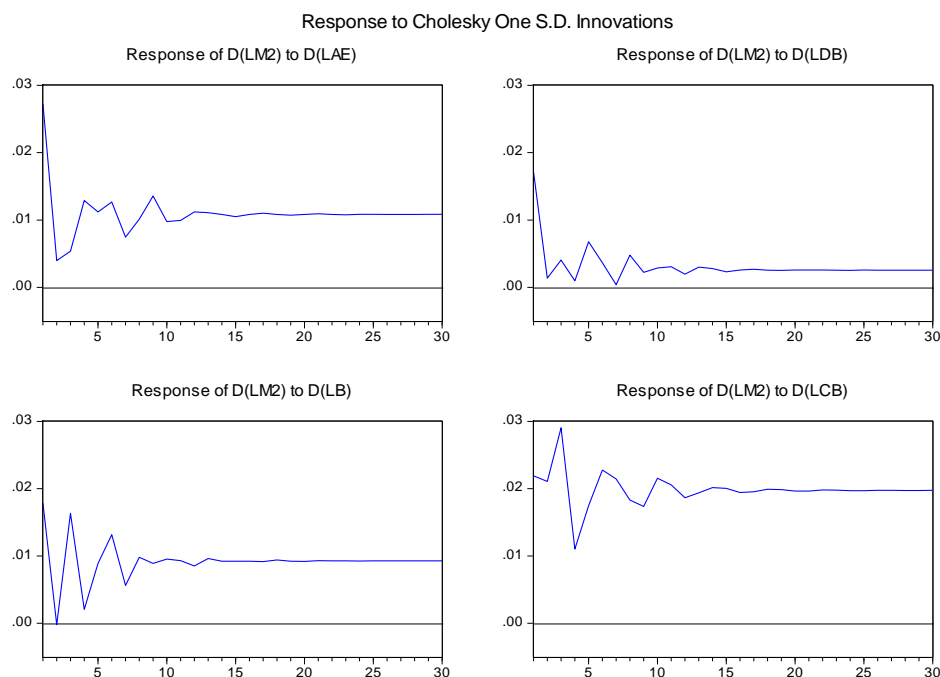 Response to Cholesky One S.D. Innovations
Response of D(LM2) to D(LAE)
.03
.02
.01
.00
5 10 15 20 25 30
Response of D(LM2) to D(LDB)
.03
.02
.01
.00
5 10 15 20 25 30
Response of D(LM2) to D(LB)
.03
.02
.01
.00
5 10 15 20 25 30
Response of D(LM2) to D(LCB)
.03
.02
.01
.00
5 10 15 20 25 30